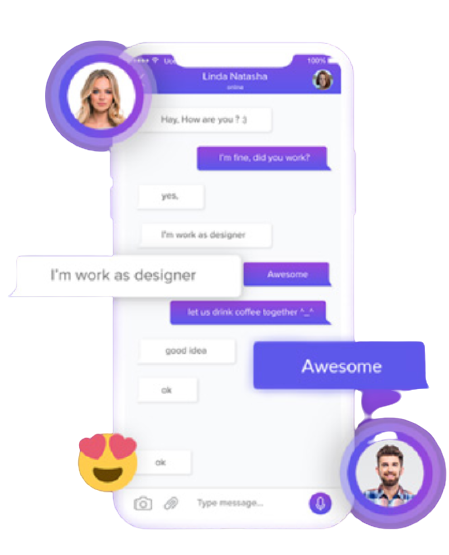 100%
Linda Natasha
online
Hay, How are you ? :)
I'm fine, did you work?
yes,
I'm work as designer
I'm work as designer
Awesome
let us drink coffee together ^_^
good idea
Awesome
ok
ok
Type message...